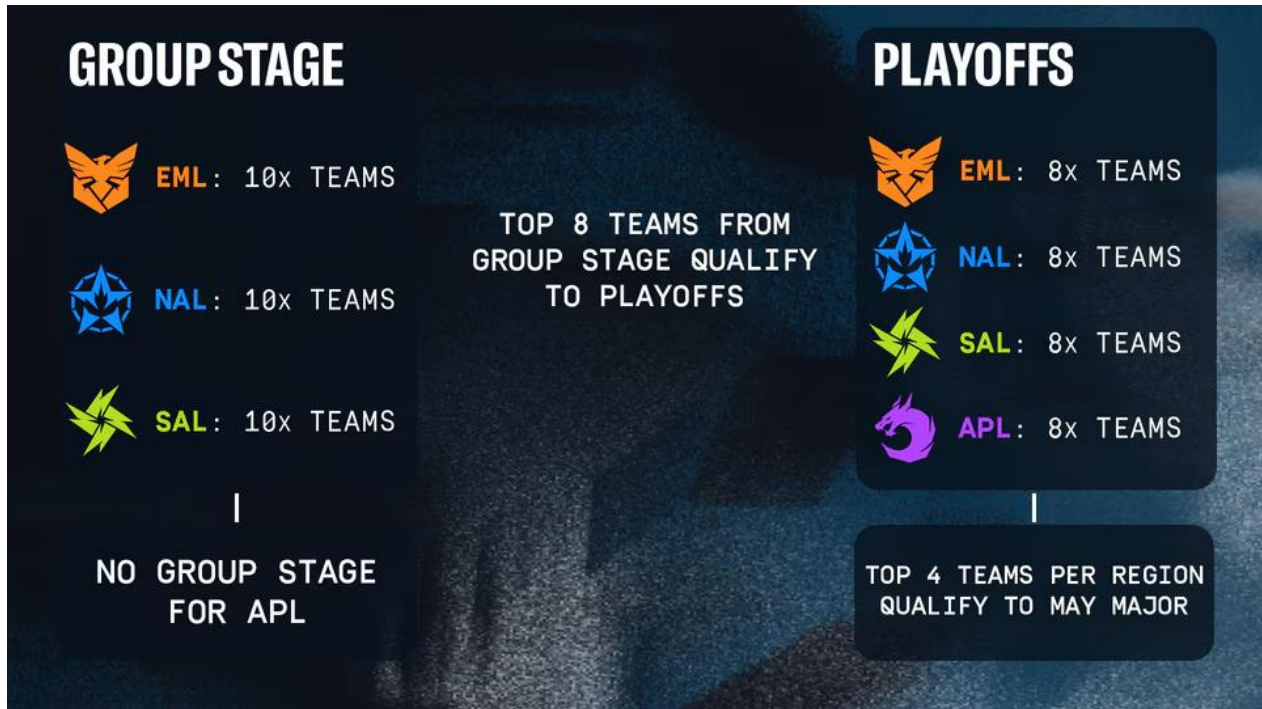 GROUP STAGE
EML: 10x TEAMS
NAL: 10x TEAMS
SAL: 10x TEAMS
NO GROUP STAGE
FOR APL
TOP 8 TEAMS FROM
GROUP STAGE QUALIFY
TO PLAYOFFS
PLAYOFFS
EML: 8x TEAMS
NAL: 8x TEAMS
SAL: 8x TEAMS
APL: 8x TEAMS
TOP 4 TEAMS PER REGION
QUALIFY TO MAY MAJOR